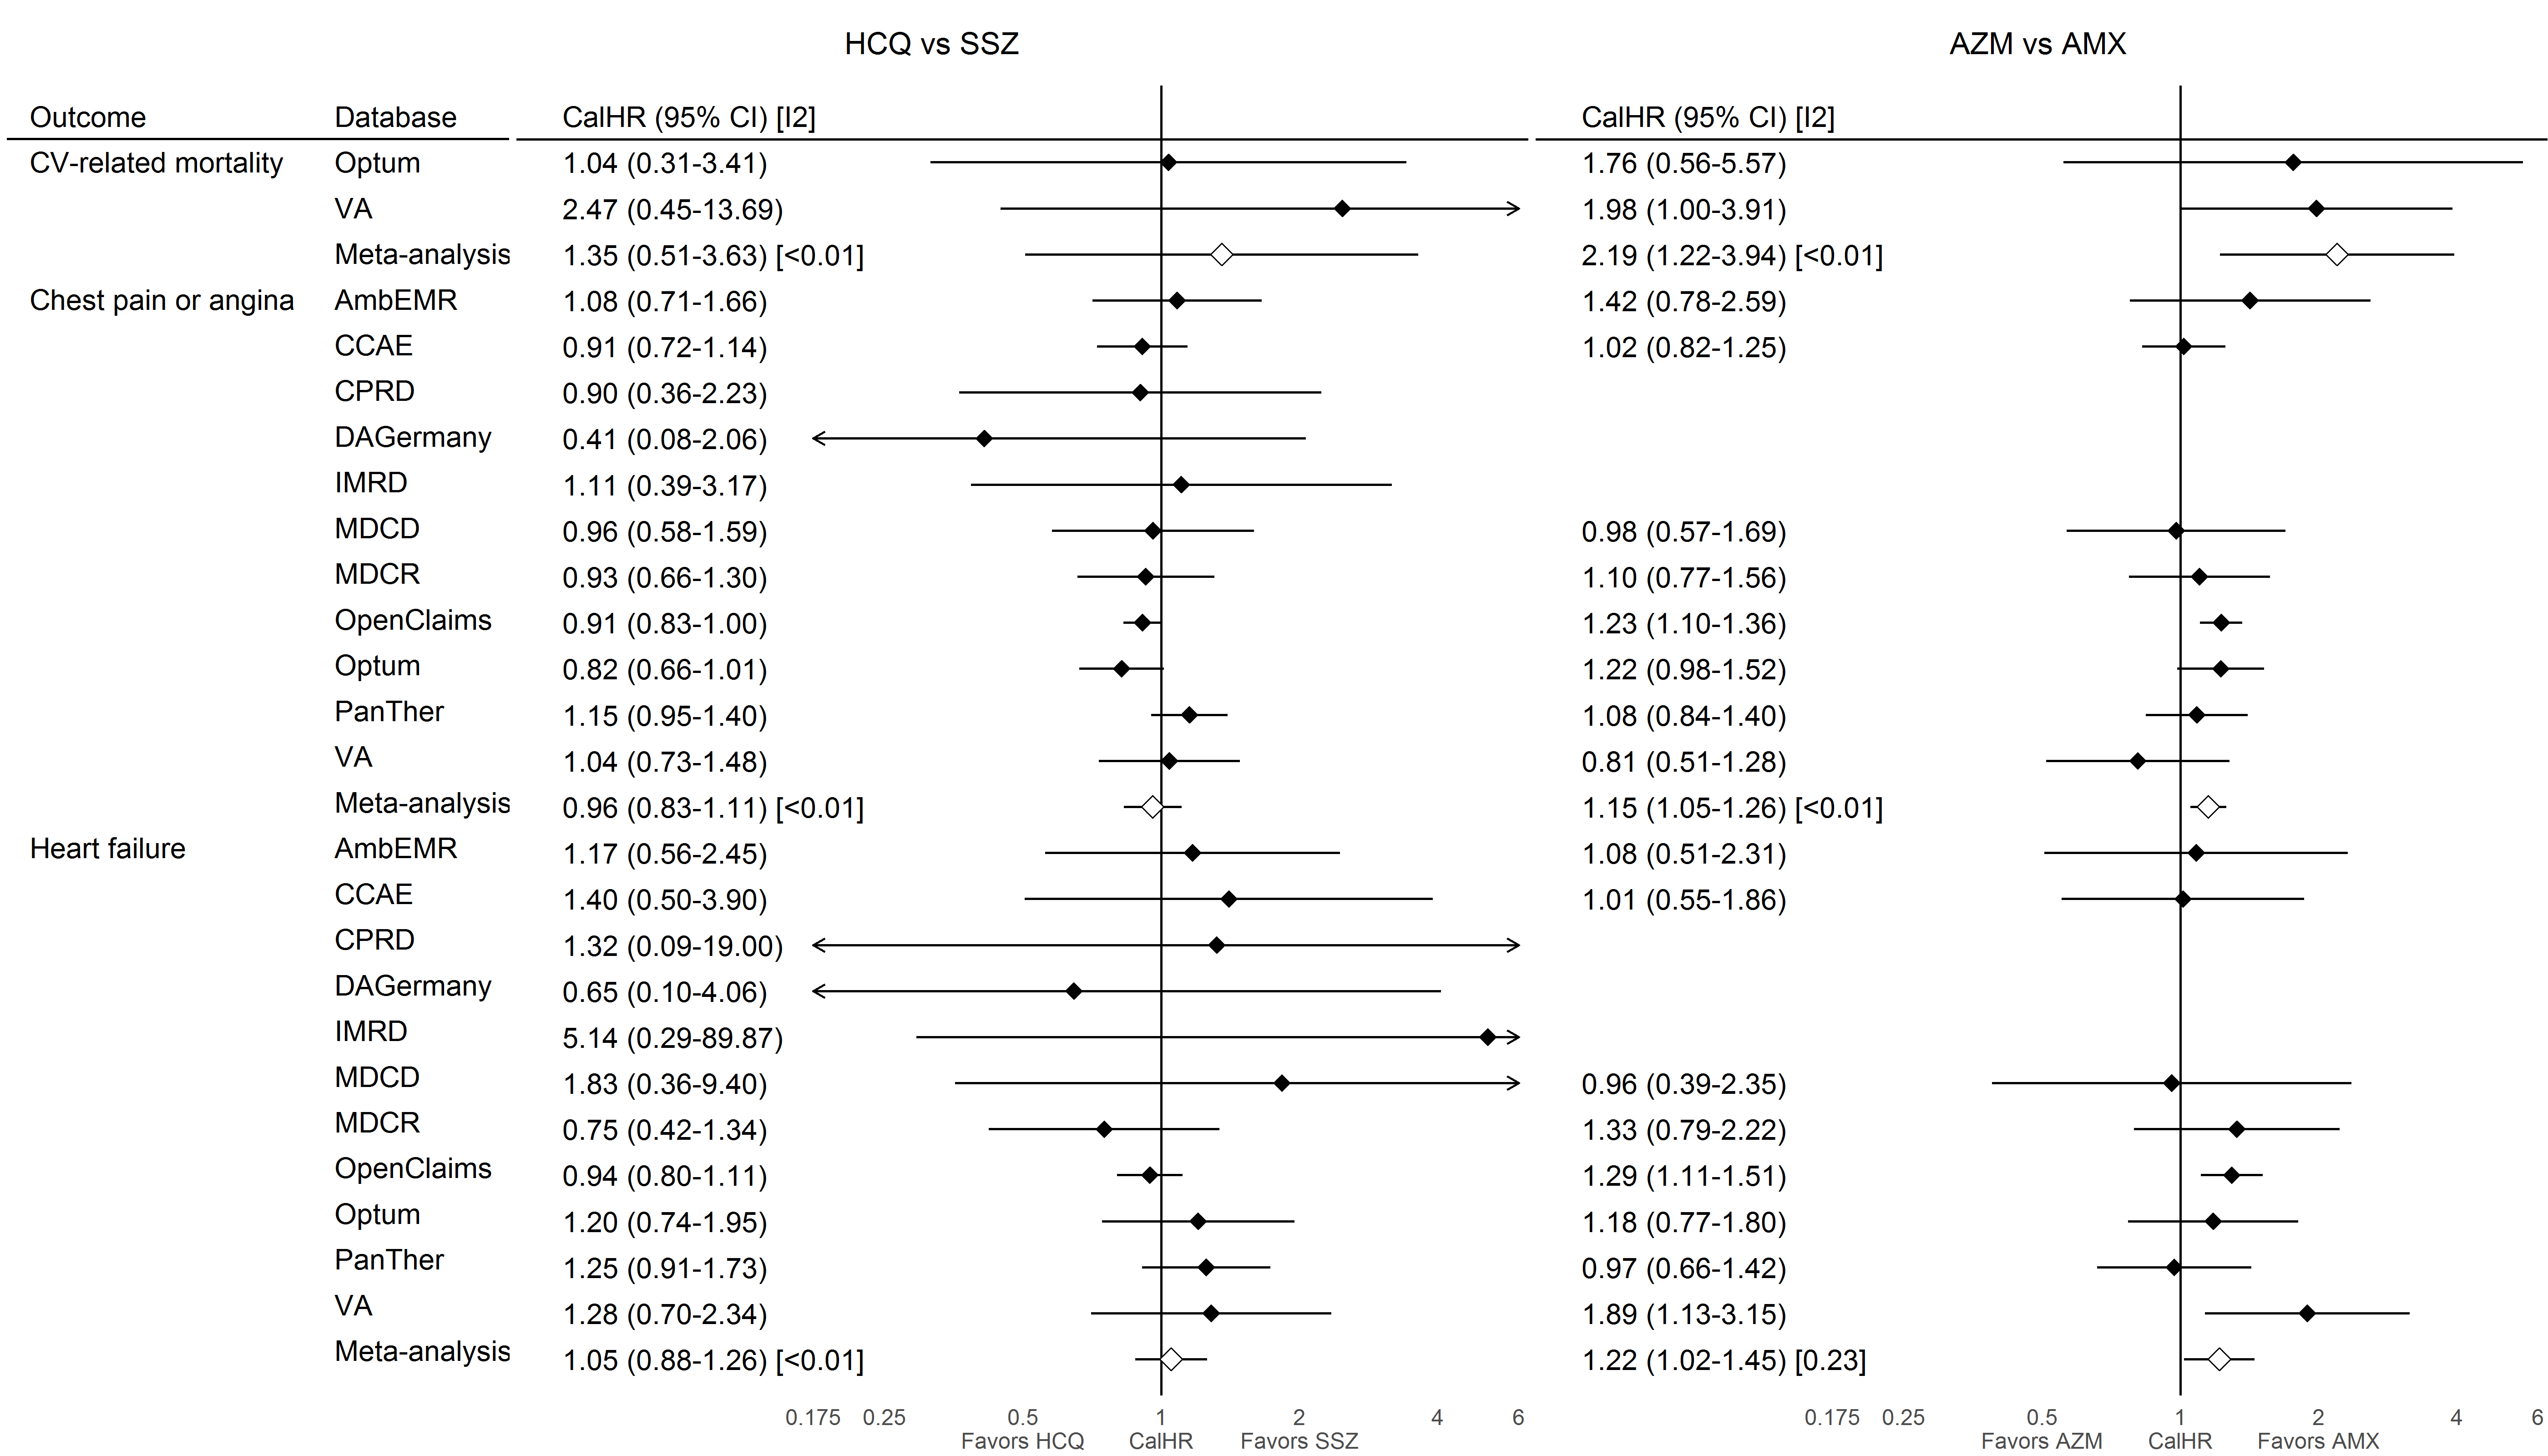 HCQ vs SSZ AZM vs AMX
Outcome Database CalHR (95% CI) [I2] CalHR (95% CI) [I2]
CV-related mortality Optum 1.04 (0.31-3.41) 1.76 (0.56-5.57)
VA 2.47 (0.45-13.69) 1.98 (1.00-3.91)
Meta-analysis 1.35 (0.51-3.63) [<0.01] 2.19 (1.22-3.94) [<0.01]
Chest pain or angina AmbEMR 1.08 (0.71-1.66) 1.42 (0.78-2.59)
CCAE 0.91 (0.72-1.14) 1.02 (0.82-1.25)
CPRD 0.90 (0.36-2.23)
DAGermany 0.41 (0.08-2.06)
IMRD 1.11 (0.39-3.17)
MDCD 0.96 (0.58-1.59) 0.98 (0.57-1.69)
MDCR 0.93 (0.66-1.30) 1.10 (0.77-1.56)
OpenClaims 0.91 (0.83-1.00) 1.23 (1.10-1.36)
Optum 0.82 (0.66-1.01) 1.22 (0.98-1.52)
PanTher 1.15 (0.95-1.40) 1.08 (0.84-1.40)
VA 1.04 (0.73-1.48) 0.81 (0.51-1.28)
Meta-analysis 0.96 (0.83-1.11) [<0.01] 1.15 (1.05-1.26) [<0.01]
Heart failure AmbEMR 1.17 (0.56-2.45) 1.08 (0.51-2.31)
CCAE 1.40 (0.50-3.90) 1.01 (0.55-1.86)
CPRD 1.32 (0.09-19.00)
DAGermany 0.65 (0.10-4.06)
IMRD 5.14 (0.29-89.87)
MDCD 1.83 (0.36-9.40) 0.96 (0.39-2.35)
MDCR 0.75 (0.42-1.34) 1.33 (0.79-2.22)
OpenClaims 0.94 (0.80-1.11) 1.29 (1.11-1.51)
Optum 1.20 (0.74-1.95) 1.18 (0.77-1.80)
PanTher 1.25 (0.91-1.73) 0.97 (0.66-1.42)
VA 1.28 (0.70-2.34) 1.89 (1.13-3.15)
Meta-analysis 1.05 (0.88-1.26) [<0.01] 1.22 (1.02-1.45) [0.23]
0.175 0.25 0.5 1 2 4 6 0.175 0.25 0.5 1 2 4 6
Favors HCQ CalHR Favors SSZ Favors AZM CalHR Favors AMX